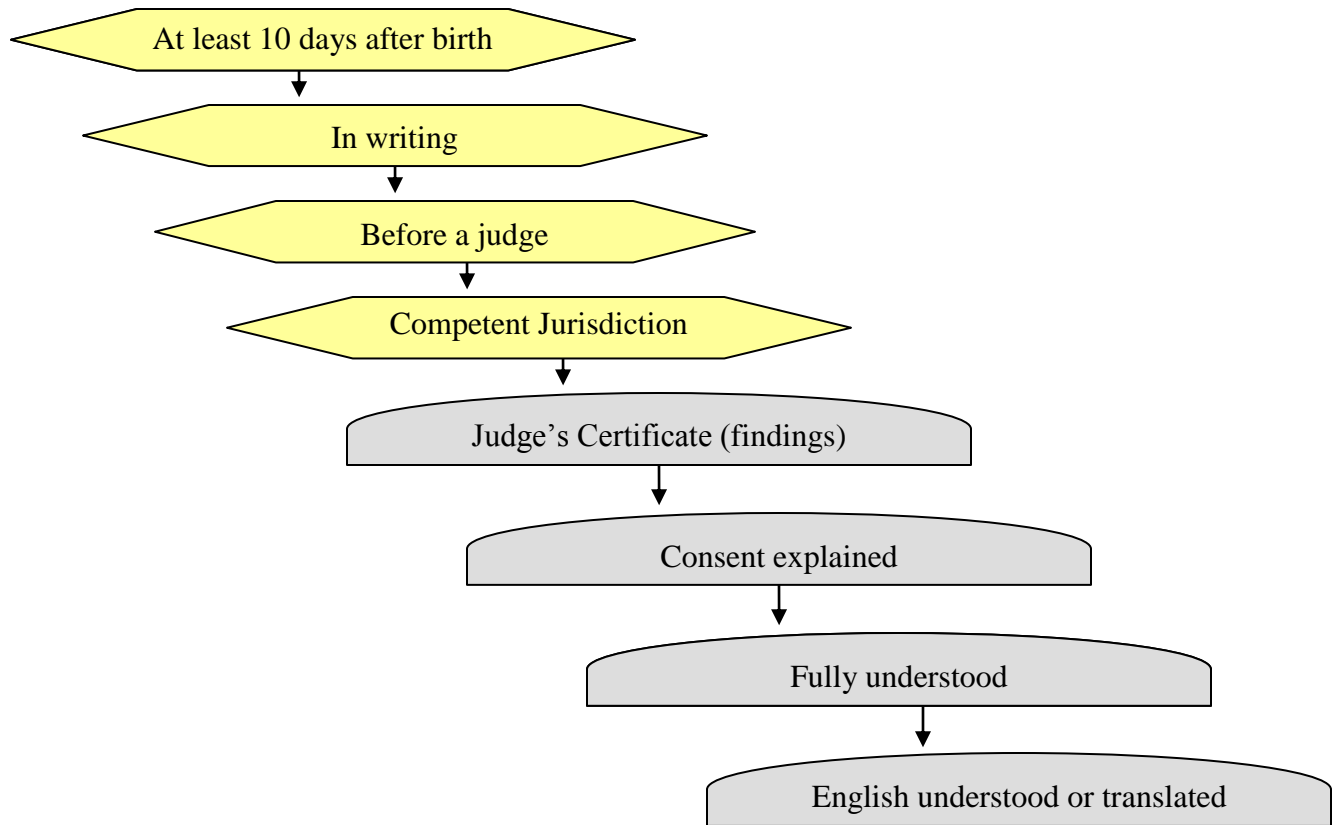 At least 10 days after birth
In writing
Before a judge
Competent Jurisdiction
Judge’s Certificate (findings)
Consent explained
Fully understood
English understood or translated